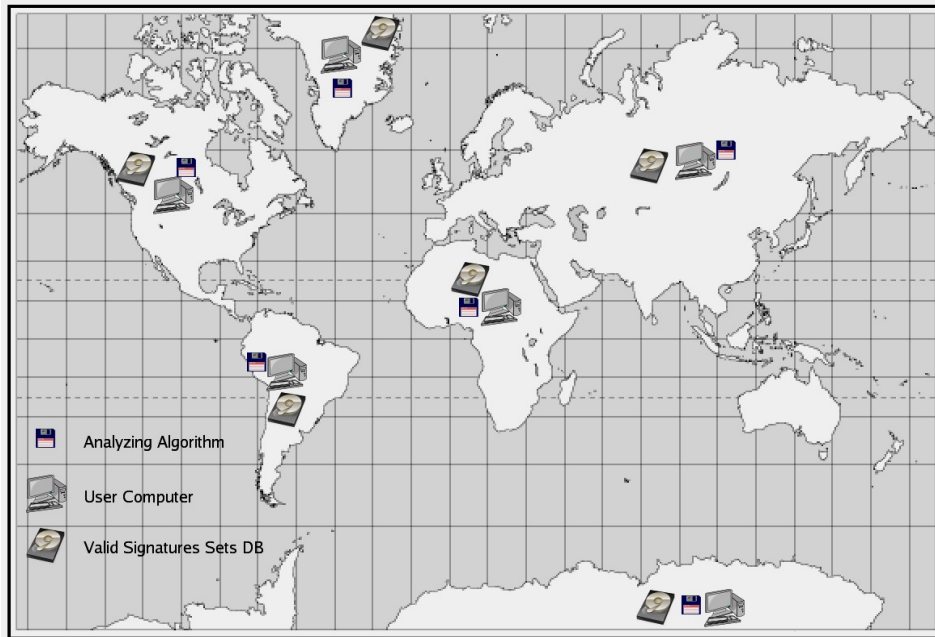 Analyzing Algorithm
User Computer
Valid Signatures Sets DB